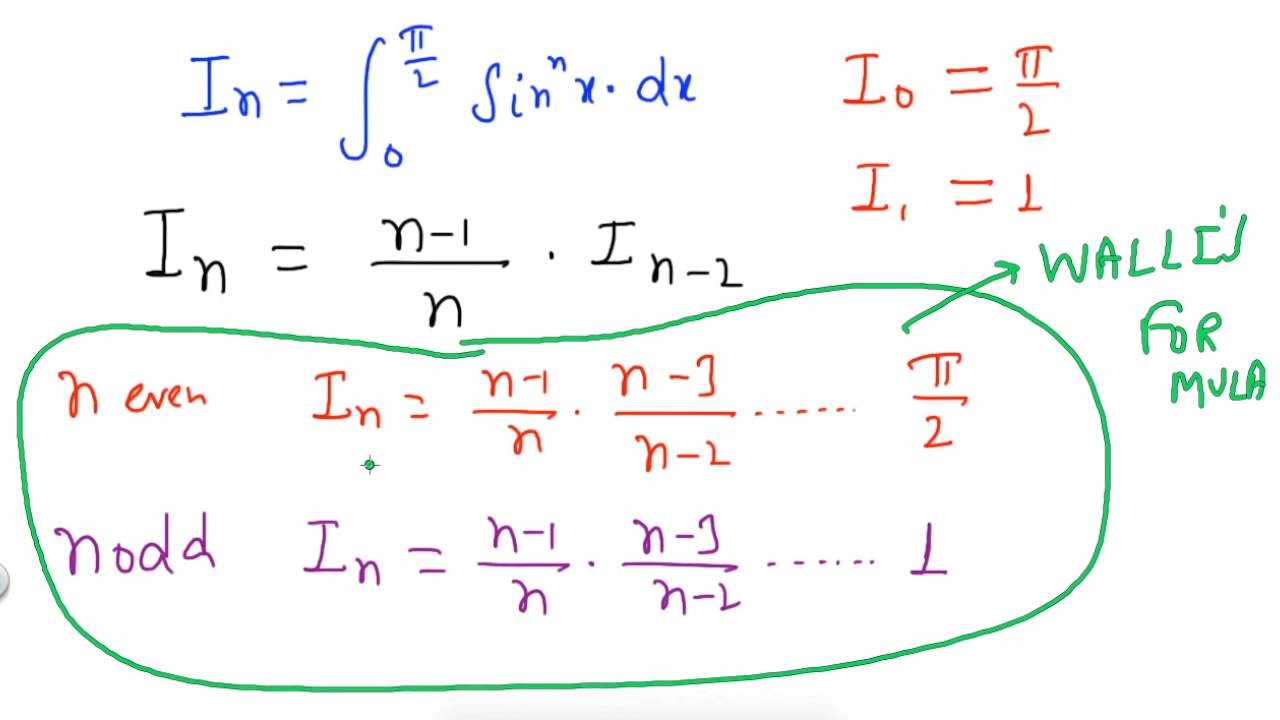 Iₙ = ∫₀^(π/2) sinⁿx · dx
I₀ = π/2
I₁ = 1
Iₙ = (n-1)/n · Iₙ₋₂
WALLI'S
FOR
MULA
n even Iₙ = (n-1)/n · (n-3)/(n-2) ....... π/2
n odd Iₙ = (n-1)/n · (n-3)/(n-2) ....... 1